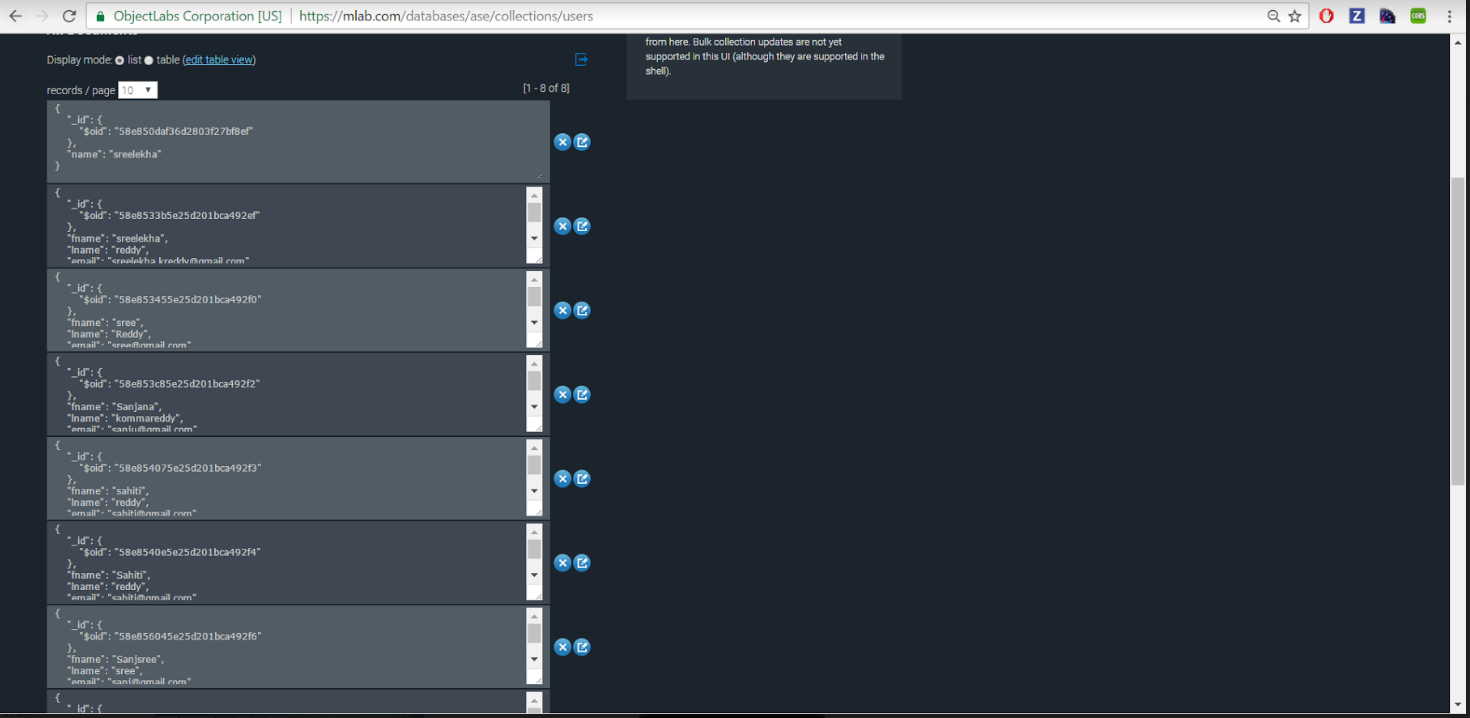 ObjectLabs Corporation [US] https://mlab.com/databases/ase/collections/users
Display mode: list table (edit table view)
records / page 10 [1 - 8 of 8]
from here. Bulk collection updates are not yet
supported in this UI (although they are supported in the
shell).
{
"_id": {
"$oid": "58e850daf36d2803f27bf8ef"
},
"name": "sreelekha"
}
{
"_id": {
"$oid": "58e8533b5e25d201bca492ef"
},
"fname": "sreelekha",
"lname": "reddy",
"email": "sreelekha.kreddy@gmail.com"
{
"_id": {
"$oid": "58e853455e25d201bca492f0"
},
"fname": "sree",
"lname": "Reddy",
"email": "sree@gmail.com"
{
"_id": {
"$oid": "58e853c85e25d201bca492f2"
},
"fname": "Sanjana",
"lname": "kommareddy",
"email": "sanju@gmail.com"
{
"_id": {
"$oid": "58e854075e25d201bca492f3"
},
"fname": "sahiti",
"lname": "reddy",
"email": "sahiti@gmail.com"
{
"_id": {
"$oid": "58e8540e5e25d201bca492f4"
},
"fname": "Sahiti",
"lname": "reddy",
"email": "sahiti@gmail.com"
{
"_id": {
"$oid": "58e856045e25d201bca492f6"
},
"fname": "Sanjsree",
"lname": "sree",
"email": "sanj@gmail.com"
{
"_id": {